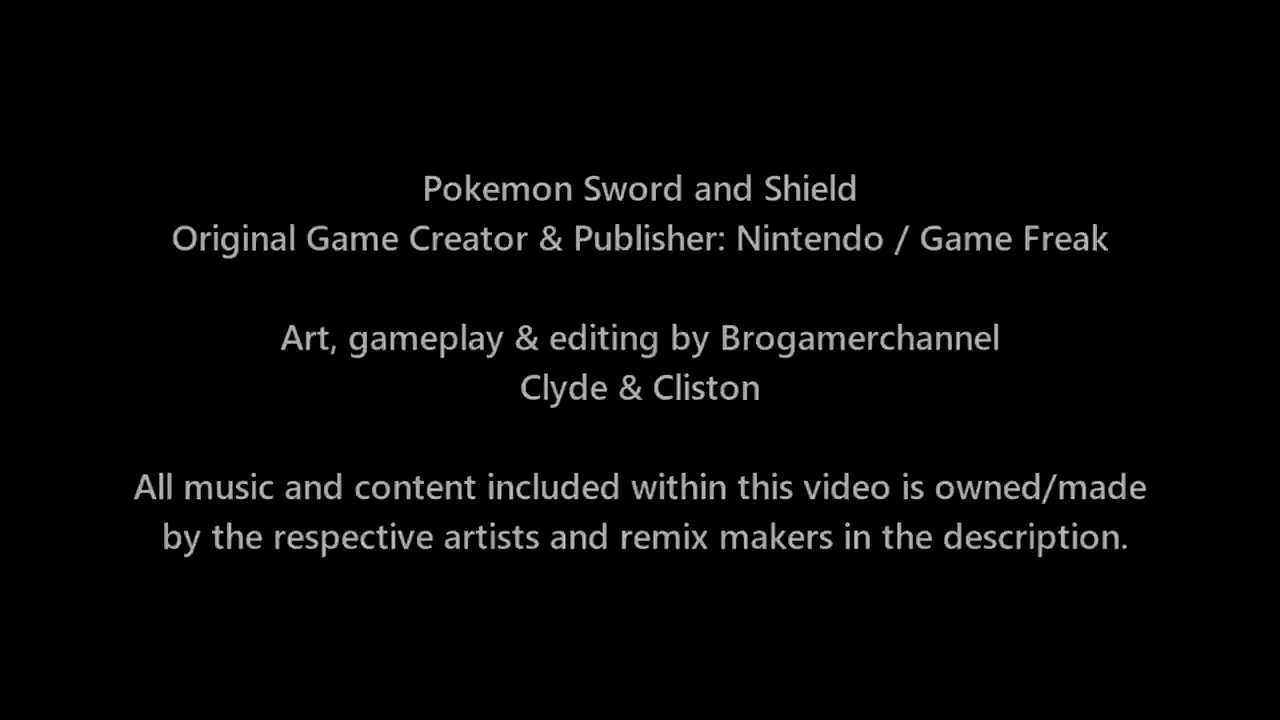 Pokemon Sword and Shield
Original Game Creator & Publisher: Nintendo / Game Freak
Art, gameplay & editing by Brogamerchannel
Clyde & Cliston
All music and content included within this video is owned/made
by the respective artists and remix makers in the description.